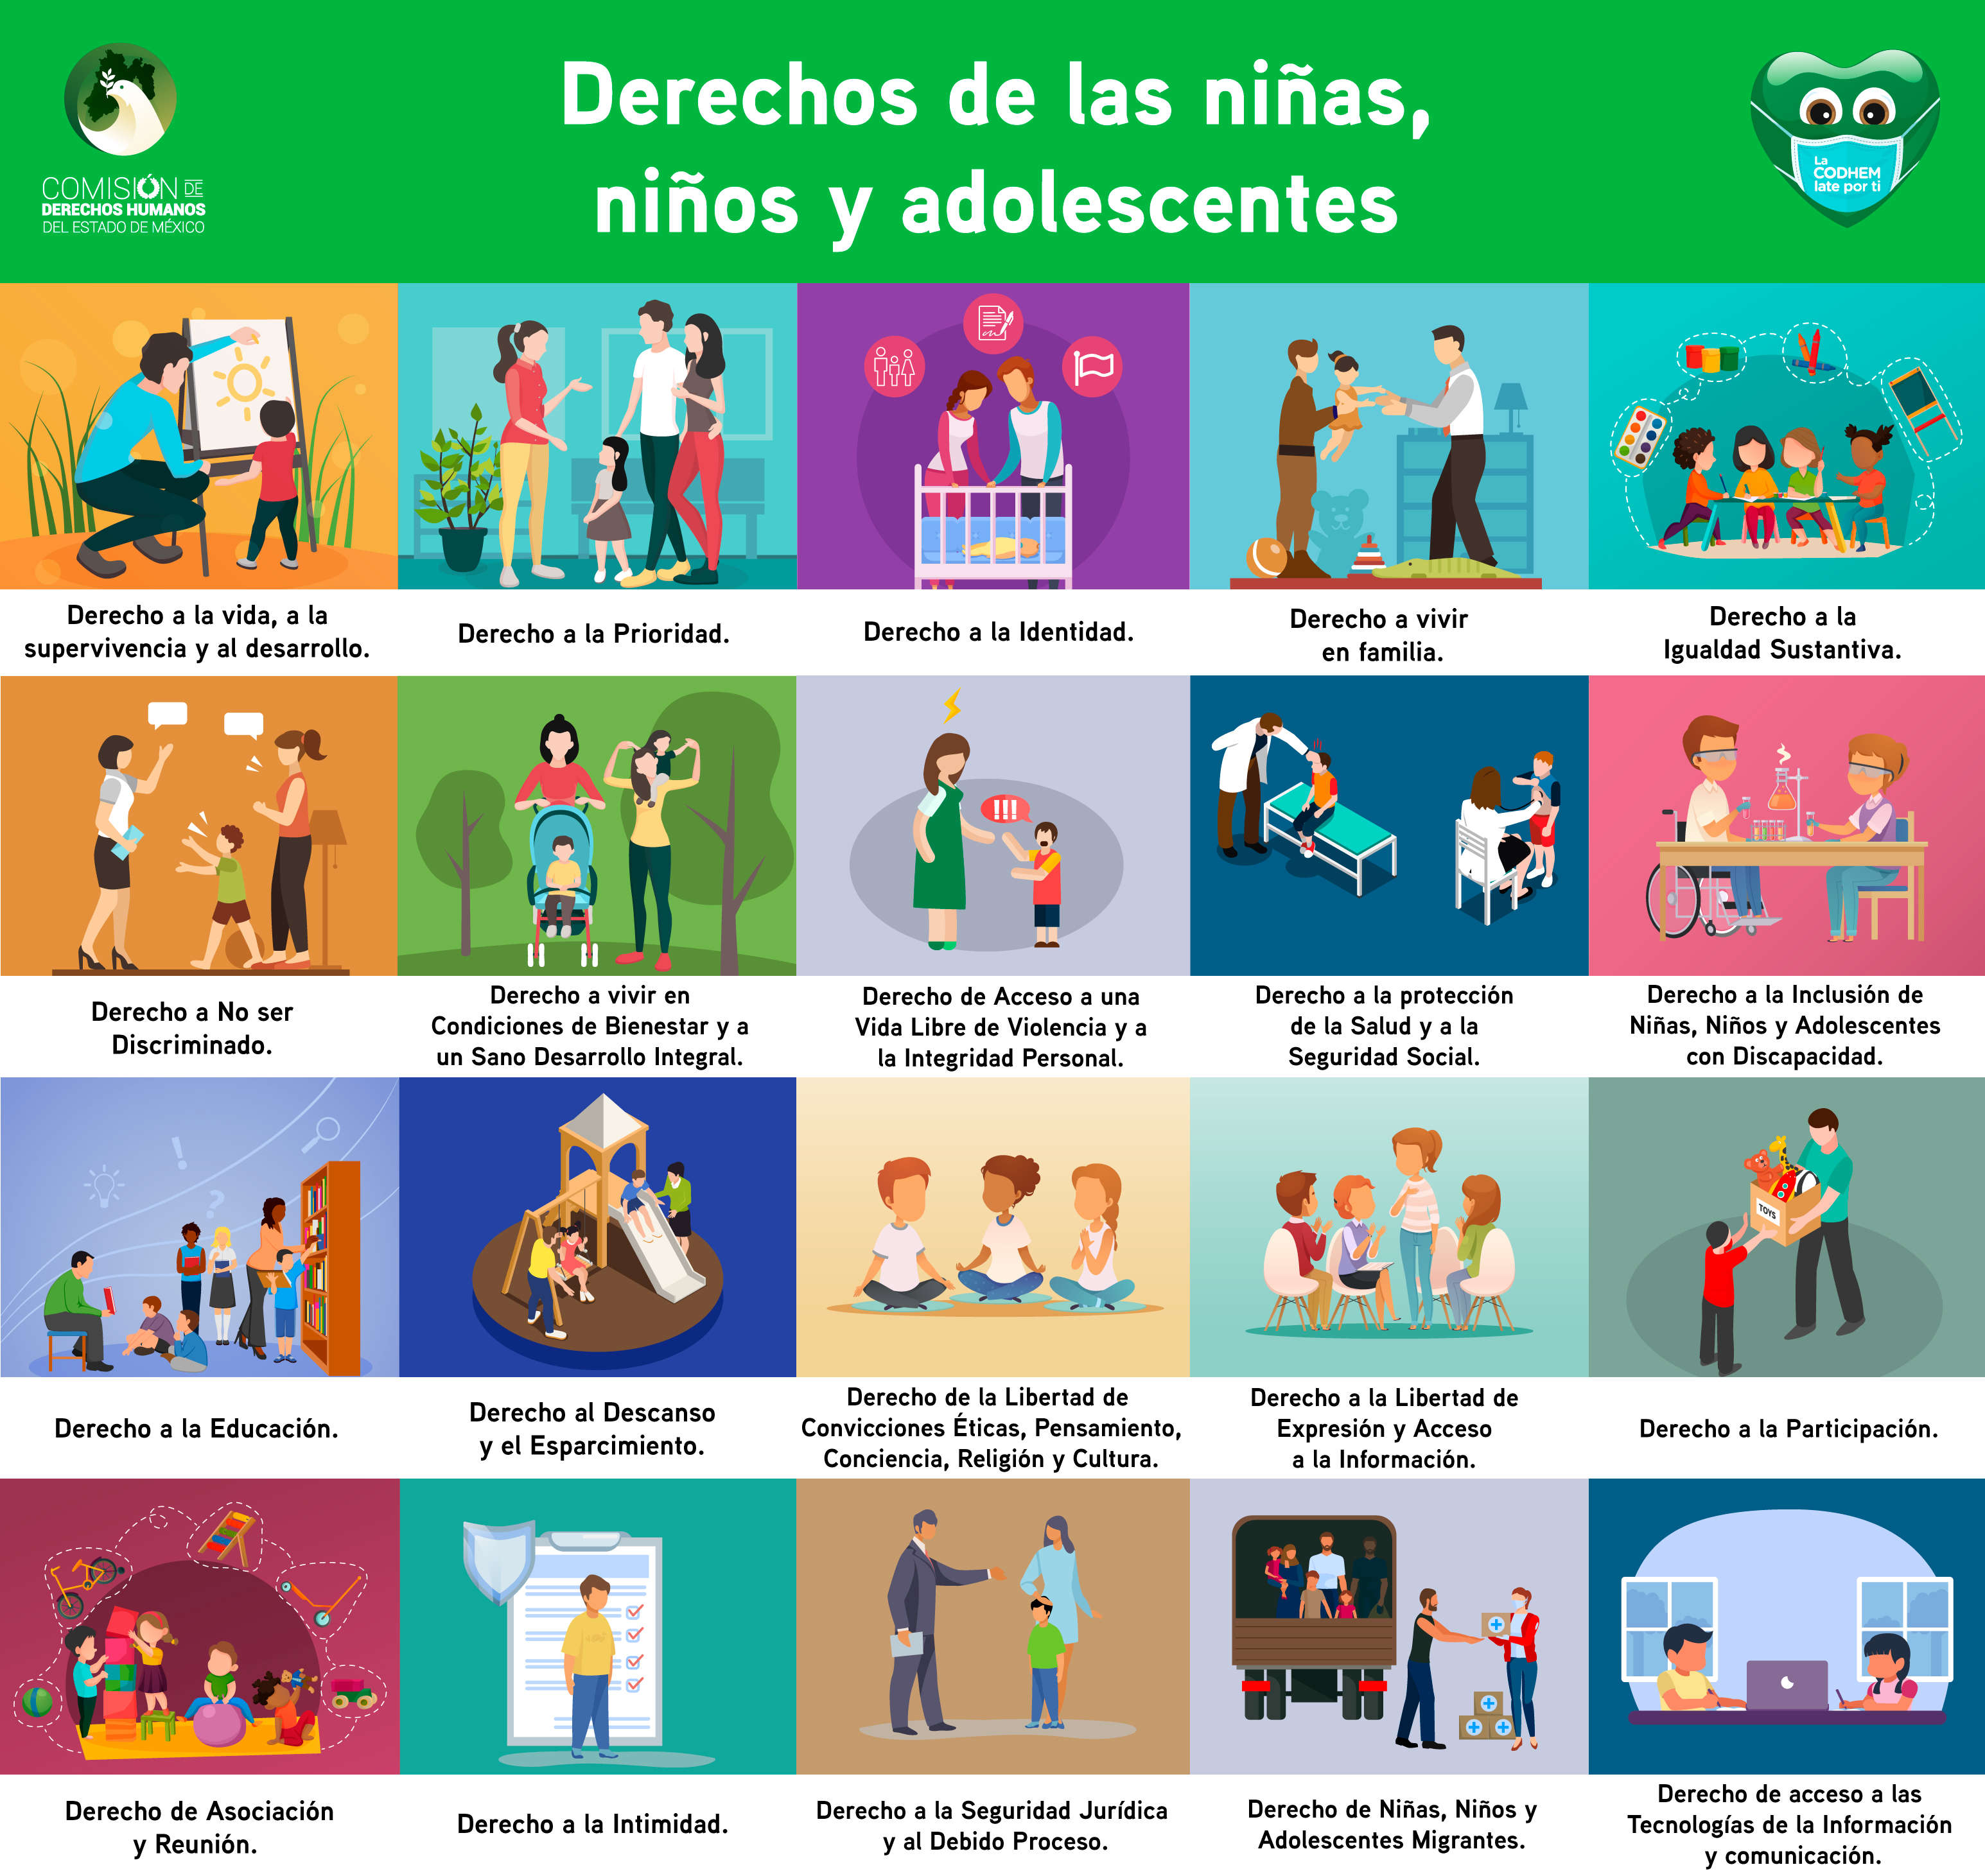 COMISIÓN DE
DERECHOS HUMANOS
DEL ESTADO DE MÉXICO
Derechos de las niñas,
niños y adolescentes
La
CODHEM
late por ti
Derecho a la vida, a la
supervivencia y al desarrollo.
Derecho a la Prioridad.
Derecho a la Identidad.
Derecho a vivir
en familia.
Derecho a la
Igualdad Sustantiva.
!!!
Derecho a No ser
Discriminado.
Derecho a vivir en
Condiciones de Bienestar y a
un Sano Desarrollo Integral.
Derecho de Acceso a una
Vida Libre de Violencia y a
la Integridad Personal.
Derecho a la protección
de la Salud y a la
Seguridad Social.
Derecho a la Inclusión de
Niñas, Niños y Adolescentes
con Discapacidad.
!
?
TOYS
Derecho a la Educación.
Derecho al Descanso
y el Esparcimiento.
Derecho de la Libertad de
Convicciones Éticas, Pensamiento,
Conciencia, Religión y Cultura.
Derecho a la Libertad de
Expresión y Acceso
a la Información.
Derecho a la Participación.
Derecho de Asociación
y Reunión.
Derecho a la Intimidad.
Derecho a la Seguridad Jurídica
y al Debido Proceso.
Derecho de Niñas, Niños y
Adolescentes Migrantes.
Derecho de acceso a las
Tecnologías de la Información
y comunicación.